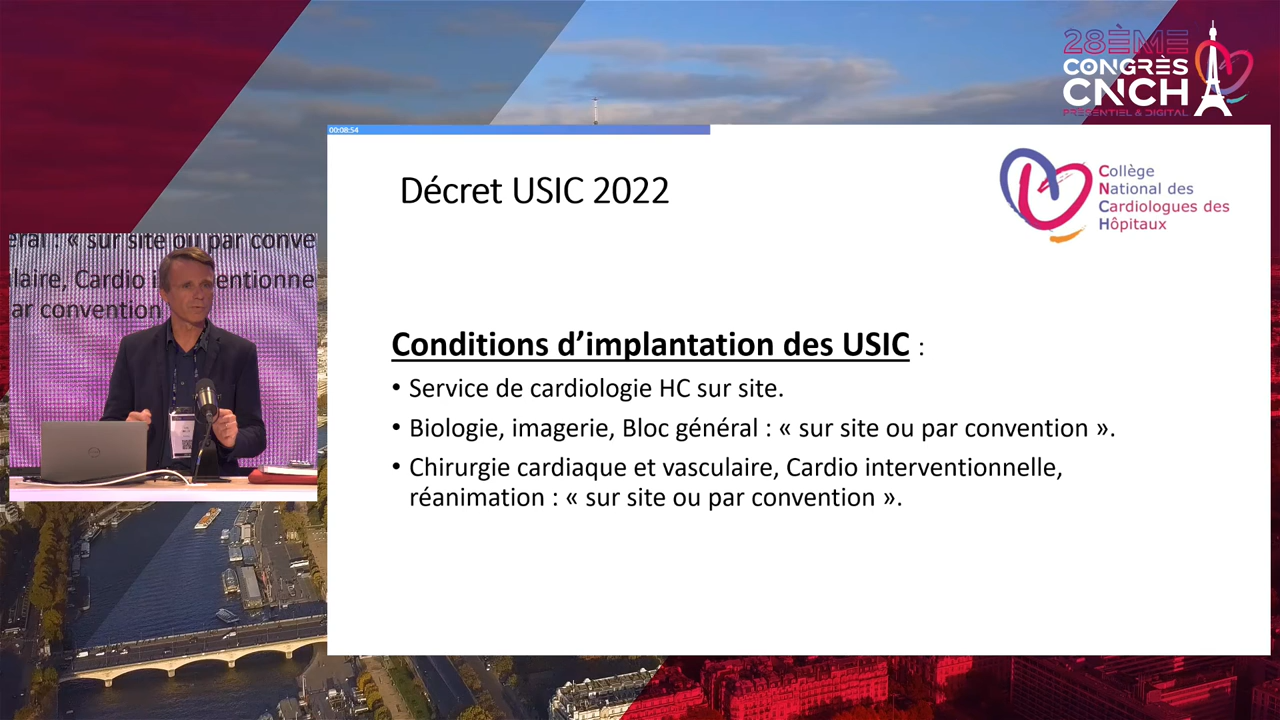 28ÈME
CONGRÈS
CNCH
PRÉSENTIEL & DIGITAL
00:08:54
Décret USIC 2022
Collège
National des
Cardiologues des
Hôpitaux
éral : « sur site ou par conve
laire, Cardio i entionne
ar convention
Conditions d’implantation des USIC :
• Service de cardiologie HC sur site.
• Biologie, imagerie, Bloc général : « sur site ou par convention ».
• Chirurgie cardiaque et vasculaire, Cardio interventionnelle,
réanimation : « sur site ou par convention ».